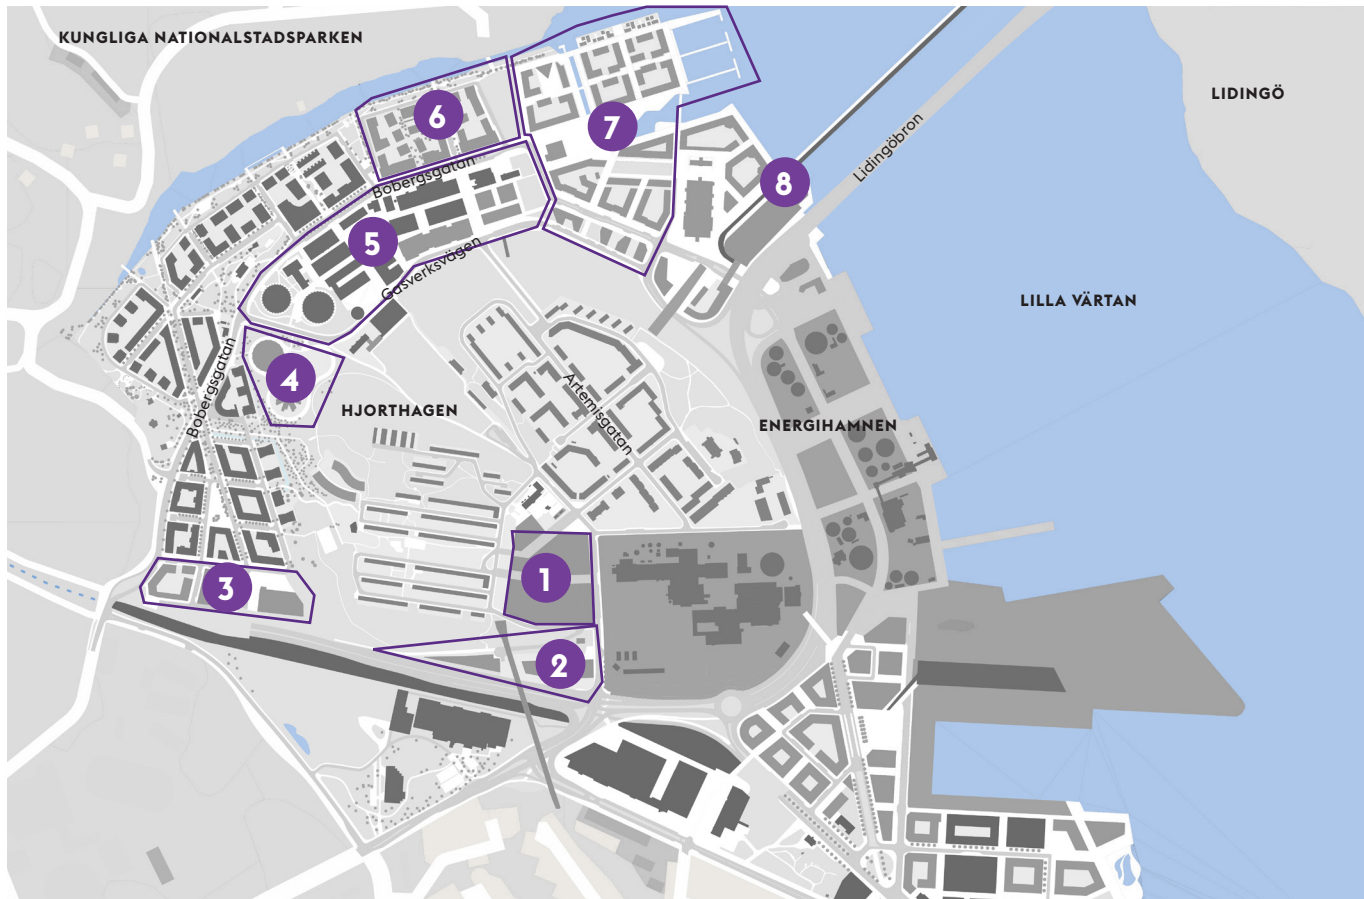 KUNGLIGA NATIONALSTADSPARKEN
LIDINGÖ
6
7
Lidingöbron
Bobergsgatan
8
5
Gasverksvägen
LILLA VÄRTAN
Bobergsgatan
4
HJORTHAGEN
Artemisgatan
ENERGIHAMNEN
1
3
2